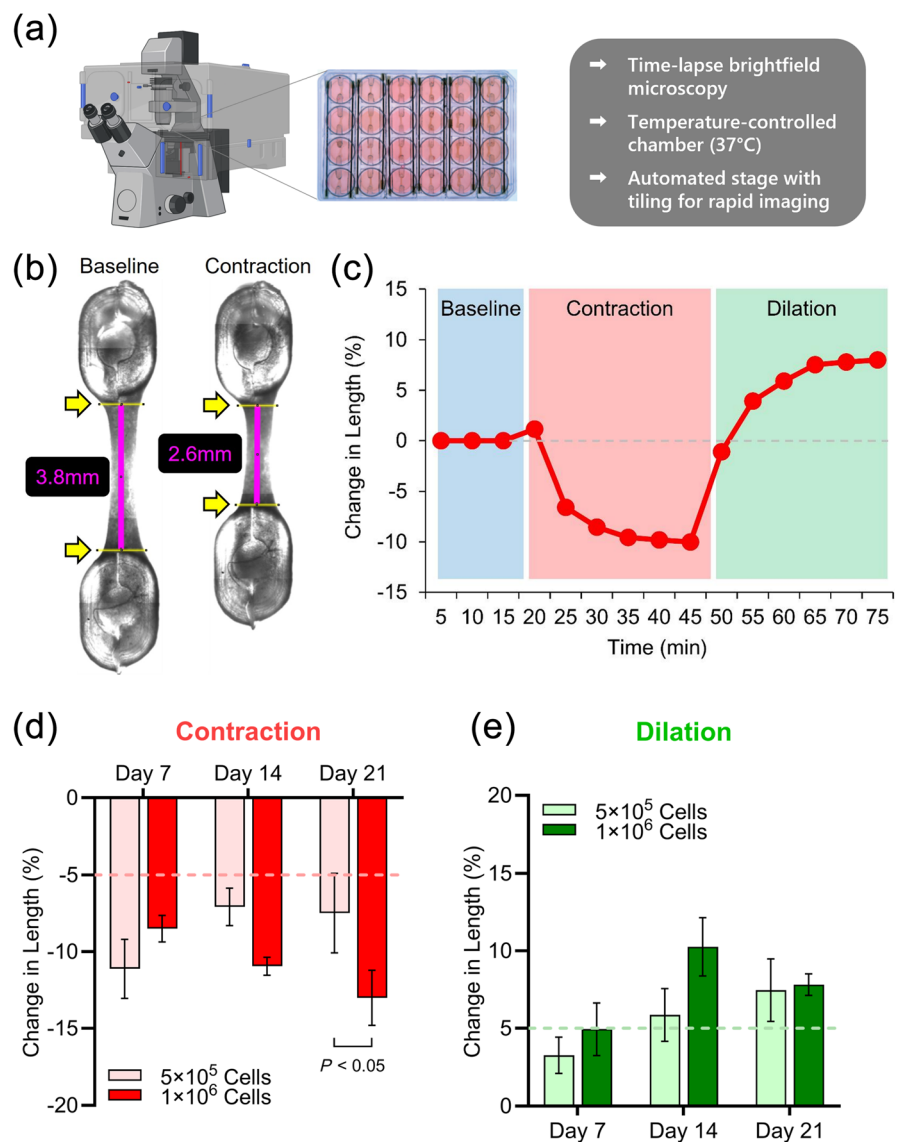 (a)
➡ Time-lapse brightfield
microscopy
➡ Temperature-controlled
chamber (37°C)
➡ Automated stage with
tiling for rapid imaging
(b)
Baseline
Contraction
3.8mm
2.6mm
(c)
Change in Length (%)
15
10
5
0
-5
-10
-15
Baseline
Contraction
Dilation
5 10 15 20 25 30 35 40 45 50 55 60 65 70 75
Time (min)
(d)
Contraction
Day 7 Day 14 Day 21
Change in Length (%)
0
-5
-10
-15
-20
P < 0.05
5×10⁵ Cells
1×10⁶ Cells
(e)
Dilation
Change in Length (%)
20
15
10
5
0
5×10⁵ Cells
1×10⁶ Cells
Day 7 Day 14 Day 21